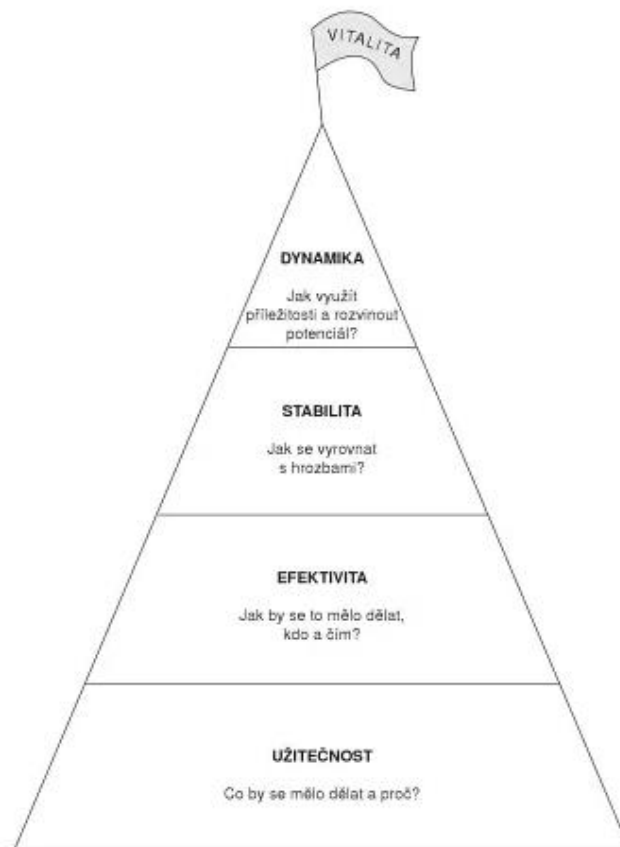 VITALITA
DYNAMIKA
Jak využít
příležitosti a rozvinout
potenciál?
STABILITA
Jak se vyrovnat
s hrozbami?
EFEKTIVITA
Jak by se to mělo dělat,
kdo a čím?
UŽITEČNOST
Co by se mělo dělat a proč?